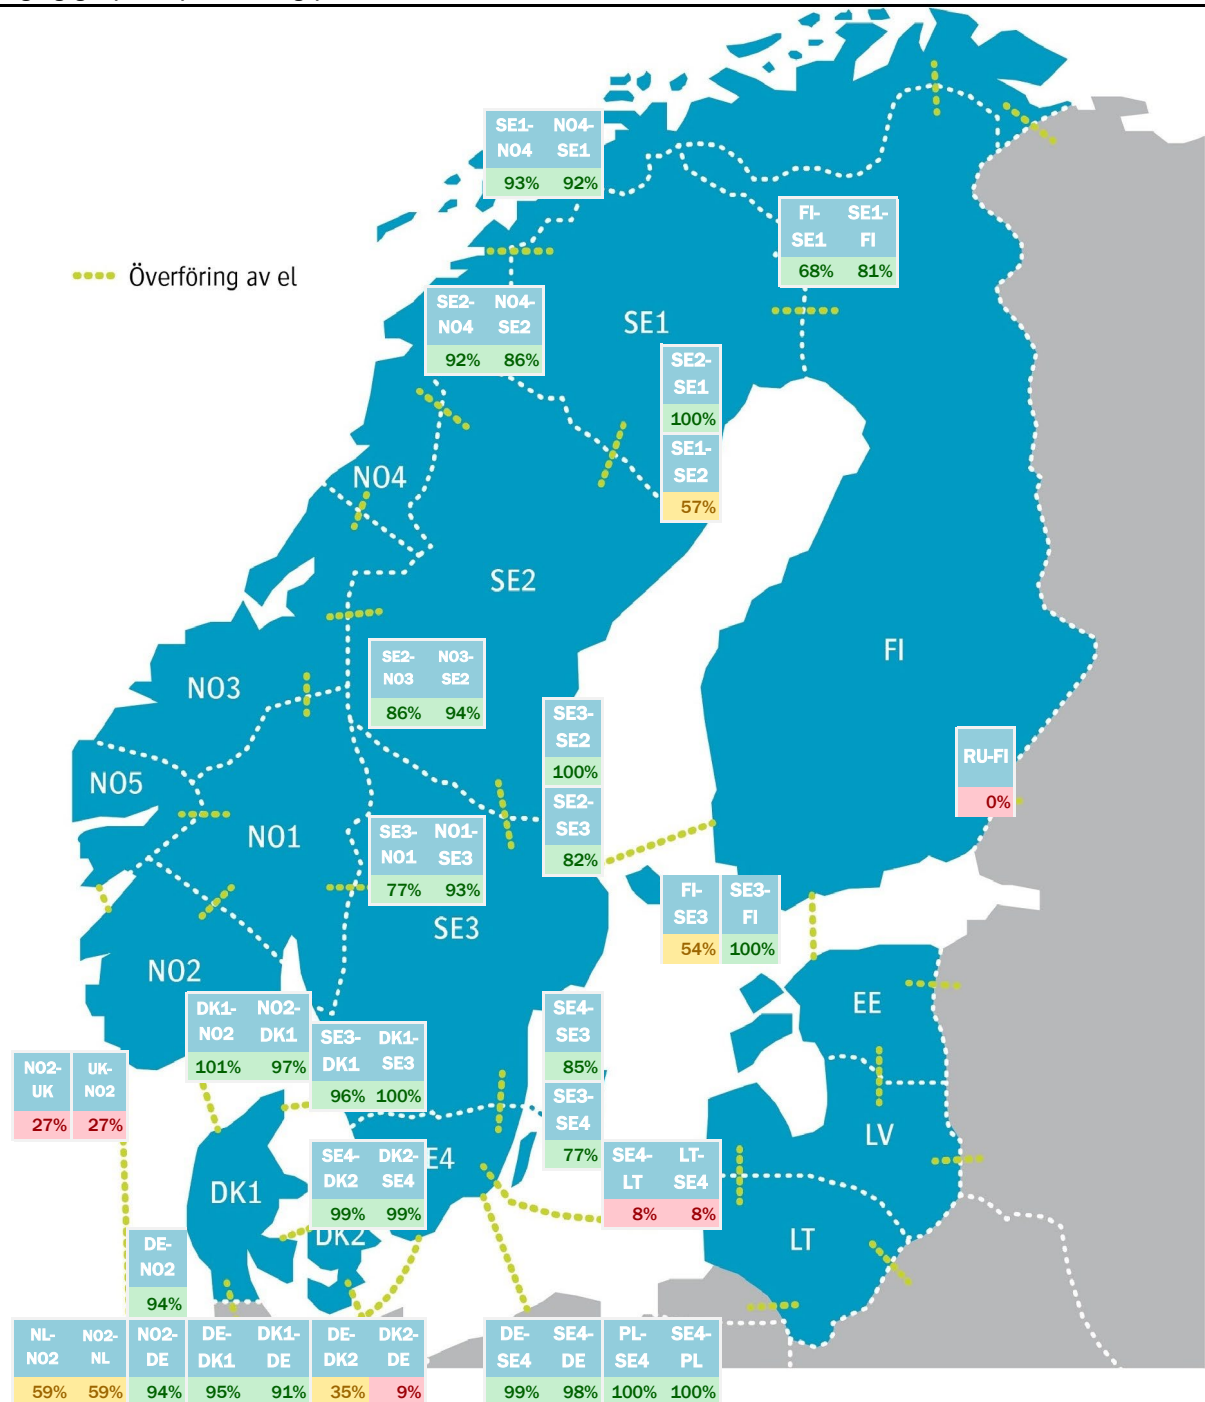 SE1- NO4-
NO4 SE1
93% 92%
FI- SE1-
SE1 FI
68% 81%
Överföring av el
SE2- NO4-
NO4 SE2
92% 86%
SE1
SE2-
SE1
100%
SE1-
SE2
57%
NO4
SE2
FI
SE2- NO3-
NO3 SE2
86% 94%
NO3
SE3-
SE2
100%
SE2-
SE3
82%
RU-FI
0%
NO5
NO1
SE3- NO1-
NO1 SE3
77% 93%
FI- SE3-
SE3 FI
54% 100%
SE3
NO2
EE
DK1- NO2-
NO2 DK1
101% 97%
SE3- DK1-
DK1 SE3
96% 100%
SE4-
SE3
85%
SE3-
SE4
77%
NO2- UK-
UK NO2
27% 27%
LV
SE4- DK2-
DK2 SE4
99% 99%
E4
SE4- LT-
LT SE4
8% 8%
DK1
DK2
LT
DE-
NO2
94%
NL- NO2- NO2- DE- DK1- DE- DK2-
NO2 NL DE DK1 DE DK2 DE
59% 59% 94% 95% 91% 35% 9%
DE- SE4- PL- SE4-
SE4 DE SE4 PL
99% 98% 100% 100%